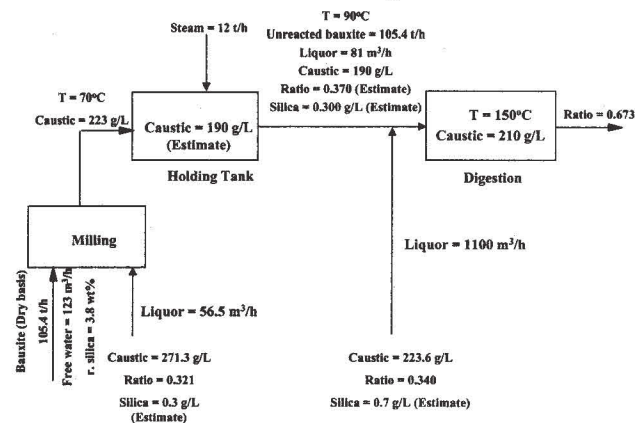 Steam = 12 t/h
T = 90°C
Unreacted bauxite = 105.4 t/h
Liquor = 81 m³/h
Caustic = 190 g/L
Ratio = 0.370 (Estimate)
Silica = 0.300 g/L (Estimate)
T = 70°C
Caustic = 223 g/L
Caustic = 190 g/L
(Estimate)
Holding Tank
T = 150°C
Caustic = 210 g/L
Digestion
Ratio = 0.673
Milling
Bauxite (Dry basis)
105.4 t/h
Free water = 123 m³/h
r. silica = 3.8 wt%
Liquor = 56.5 m³/h
Caustic = 271.3 g/L
Ratio = 0.321
Silica = 0.3 g/L
(Estimate)
Liquor = 1100 m³/h
Caustic = 223.6 g/L
Ratio = 0.340
Silica = 0.7 g/L (Estimate)